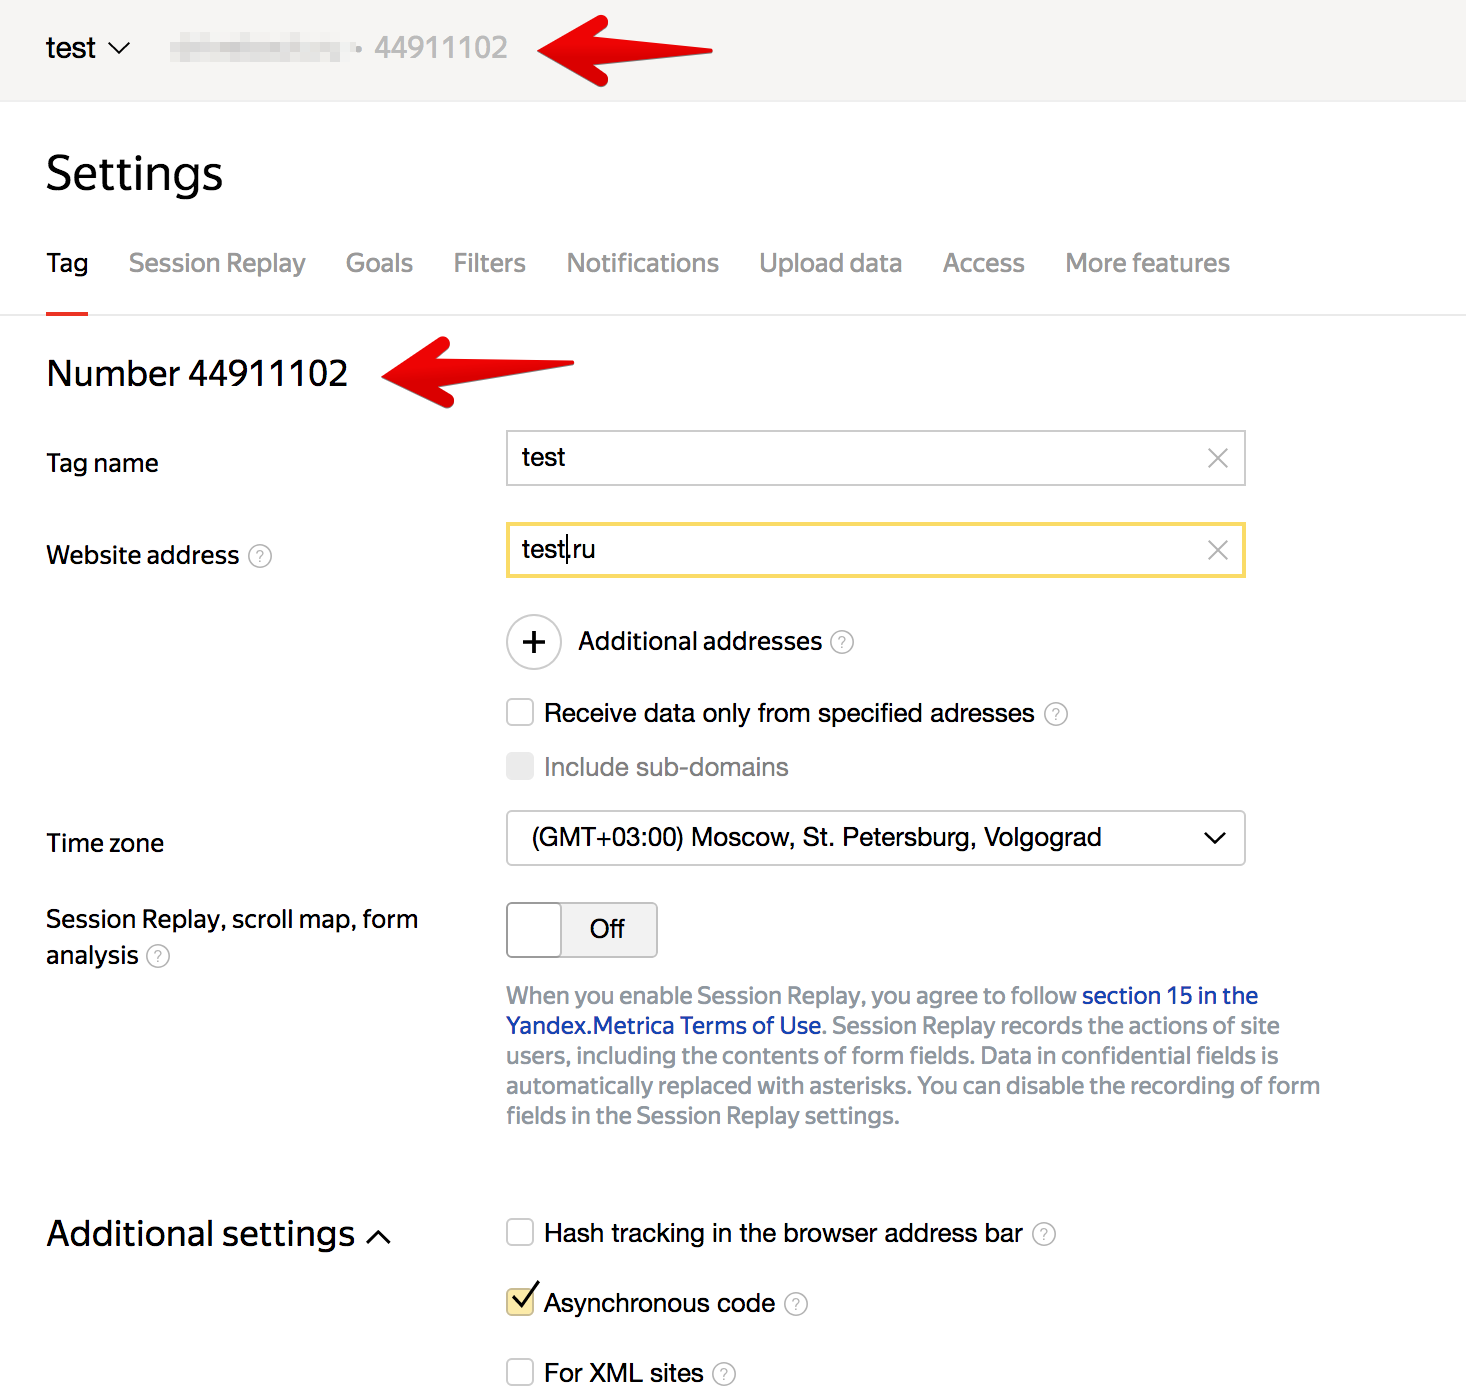 test • 44911102
Settings
Tag Session Replay Goals Filters Notifications Upload data Access More features
Number 44911102
Tag name
test
Website address ?
test.ru
+ Additional addresses ?
Receive data only from specified adresses ?
Include sub-domains
Time zone
(GMT+03:00) Moscow, St. Petersburg, Volgograd
Session Replay, scroll map, form
analysis ?
Off
When you enable Session Replay, you agree to follow section 15 in the
Yandex.Metrica Terms of Use. Session Replay records the actions of site
users, including the contents of form fields. Data in confidential fields is
automatically replaced with asterisks. You can disable the recording of form
fields in the Session Replay settings.
Additional settings
Hash tracking in the browser address bar ?
Asynchronous code ?
For XML sites ?